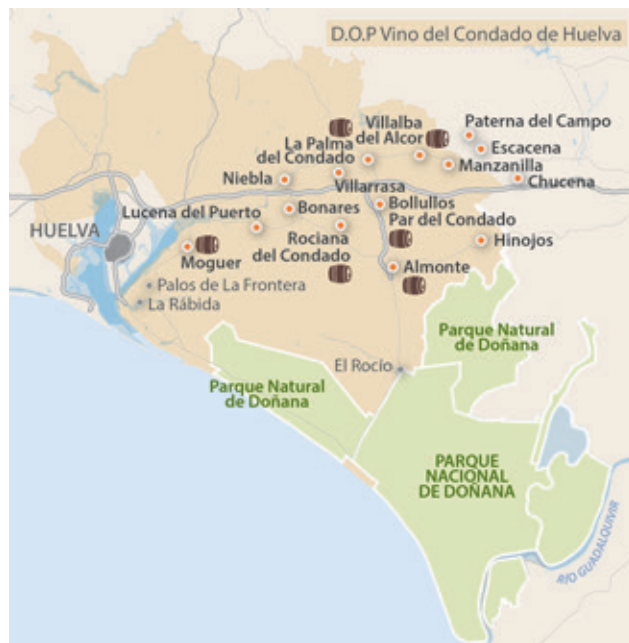 D.O.P Vino del Condado de Huelva
Paterna del Campo
Villalba
del Alcor
Escacena
La Palma
del Condado
Manzanilla
Chucena
Niebla
Villarrasa
Bollullos
Par del Condado
Lucena del Puerto
Bonares
HUELVA
Rociana
del Condado
Hinojos
Moguer
Almonte
Palos de La Frontera
La Rábida
Parque Natural
de Doñana
El Rocío
Parque Natural
de Doñana
PARQUE
NACIONAL
DE DOÑANA
RÍO GUADALQUIVIR